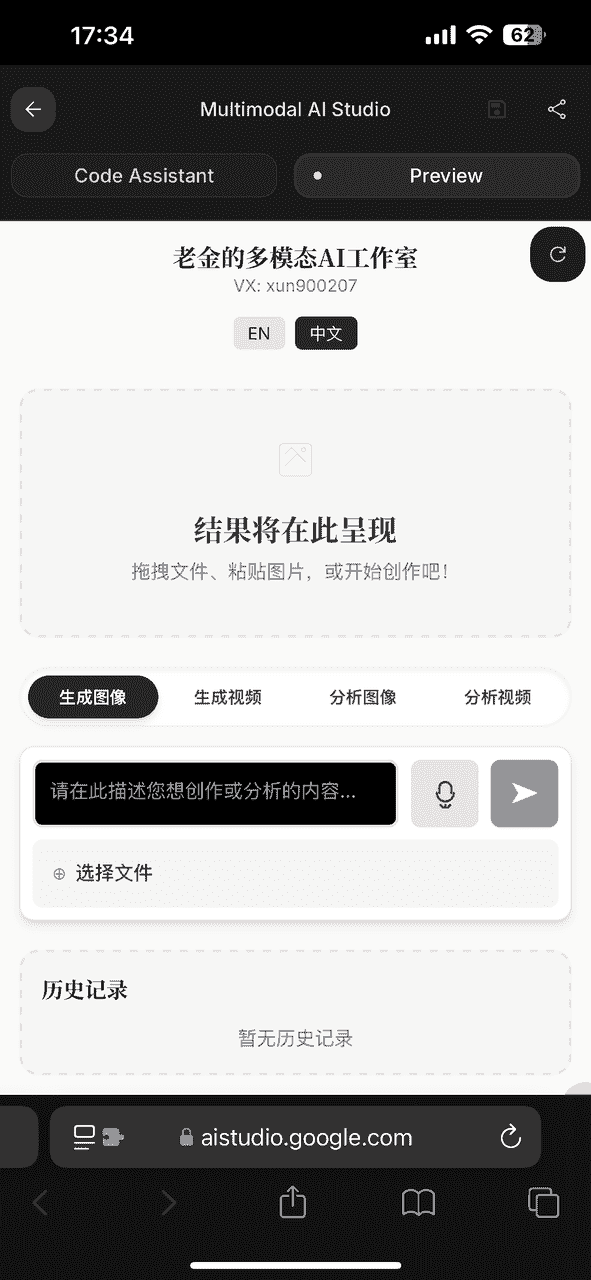 17:34
62
Multimodal AI Studio
Code Assistant
Preview
老金的多模态AI工作室
VX: xun900207
EN
中文
结果将在此呈现
拖拽文件、粘贴图片，或开始创作吧！
生成图像
生成视频
分析图像
分析视频
请在此描述您想创作或分析的内容...
选择文件
历史记录
暂无历史记录
aistudio.google.com